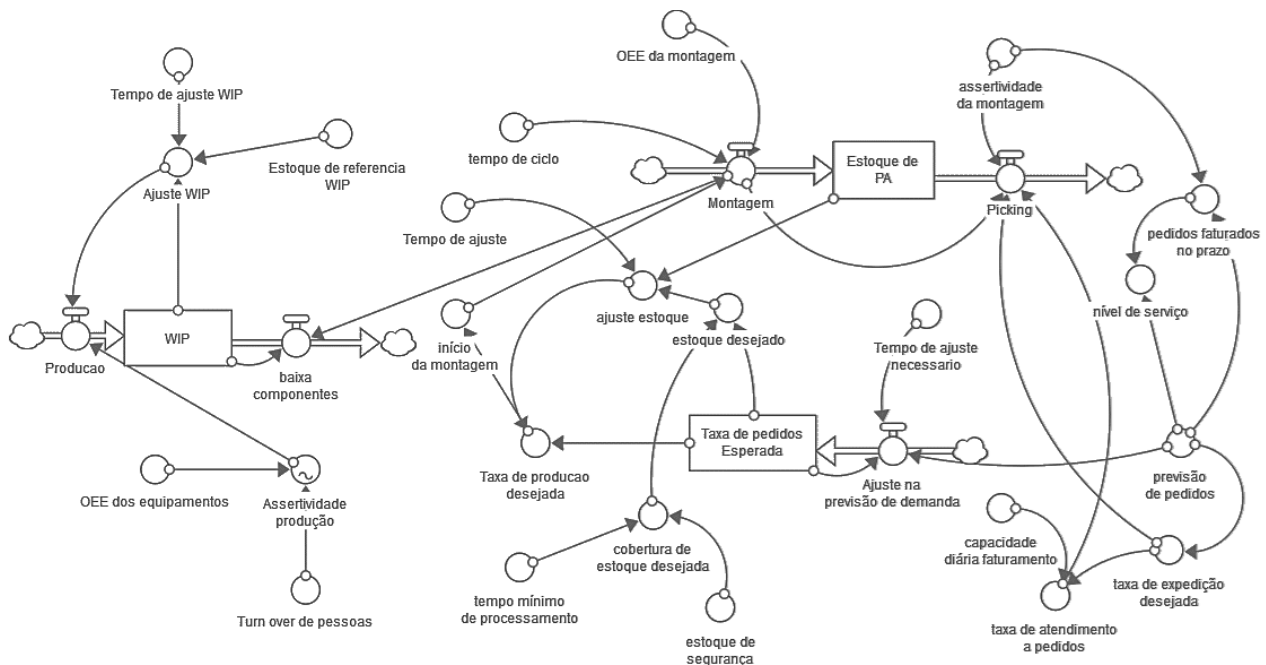 OEE da montagem
Tempo de ajuste WIP
assertividade
da montagem
Estoque de referencia
WIP
tempo de ciclo
Estoque de
PA
Ajuste WIP
Montagem
Picking
Tempo de ajuste
pedidos faturados
no prazo
ajuste estoque
nível de serviço
WIP
início
da montagem
estoque desejado
Tempo de ajuste
necessario
Producao
baixa
componentes
Taxa de pedidos
Esperada
Taxa de producao
desejada
Ajuste na
previsão de demanda
previsão
de pedidos
OEE dos equipamentos
Assertividade
produção
cobertura de
estoque desejada
capacidade
diária faturamento
tempo mínimo
de processamento
taxa de expedição
desejada
Turn over de pessoas
estoque de
segurança
taxa de atendimento
a pedidos